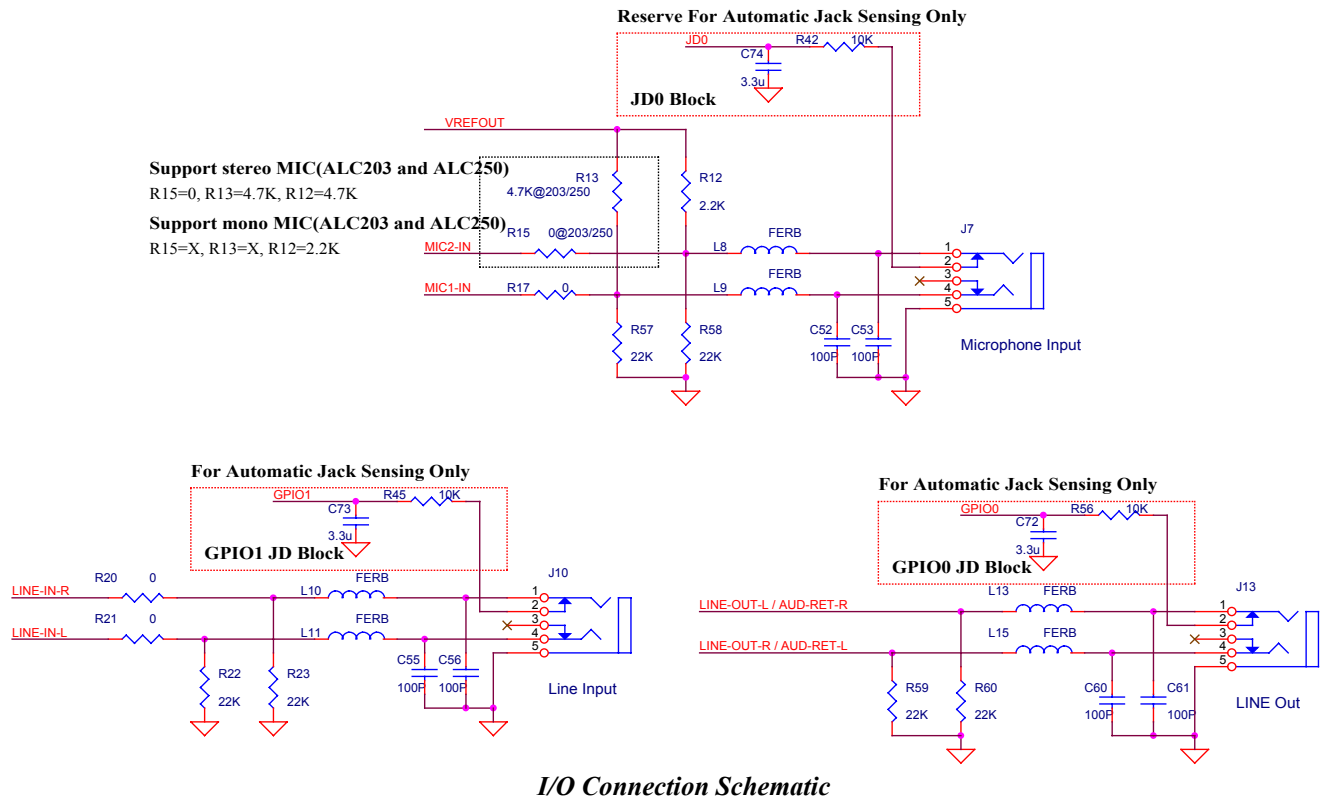 Reserve For Automatic Jack Sensing Only
JD0
R42
10K
C74
3.3u
JD0 Block
VREFOUT
Support stereo MIC(ALC203 and ALC250)
R15=0, R13=4.7K, R12=4.7K
Support mono MIC(ALC203 and ALC250)
R15=X, R13=X, R12=2.2K
R13
4.7K@203/250
R12
2.2K
R15
0@203/250
MIC2-IN
L8
FERB
J7
1
2
3
4
5
MIC1-IN
R17
0
L9
FERB
R57
22K
R58
22K
C52
100P
C53
100P
Microphone Input
For Automatic Jack Sensing Only
GPIO1
R45
10K
C73
3.3u
GPIO1 JD Block
R20
0
LINE-IN-R
L10
FERB
J10
1
2
3
4
5
R21
0
LINE-IN-L
L11
FERB
R22
22K
R23
22K
C55
100P
C56
100P
Line Input
For Automatic Jack Sensing Only
GPIO0
R56
10K
C72
3.3u
GPIO0 JD Block
LINE-OUT-L / AUD-RET-R
L13
FERB
J13
1
2
3
4
5
LINE-OUT-R / AUD-RET-L
L15
FERB
R59
22K
R60
22K
C60
100P
C61
100P
LINE Out
I/O Connection Schematic